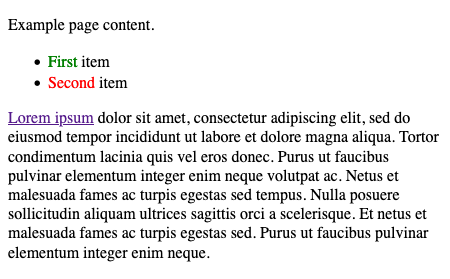 Example page content.
• First item
• Second item
Lorem ipsum dolor sit amet, consectetur adipiscing elit, sed do
eiusmod tempor incididunt ut labore et dolore magna aliqua. Tortor
condimentum lacinia quis vel eros donec. Purus ut faucibus
pulvinar elementum integer enim neque volutpat ac. Netus et
malesuada fames ac turpis egestas sed tempus. Nulla posuere
sollicitudin aliquam ultrices sagittis orci a scelerisque. Et netus et
malesuada fames ac turpis egestas sed. Purus ut faucibus pulvinar
elementum integer enim neque.